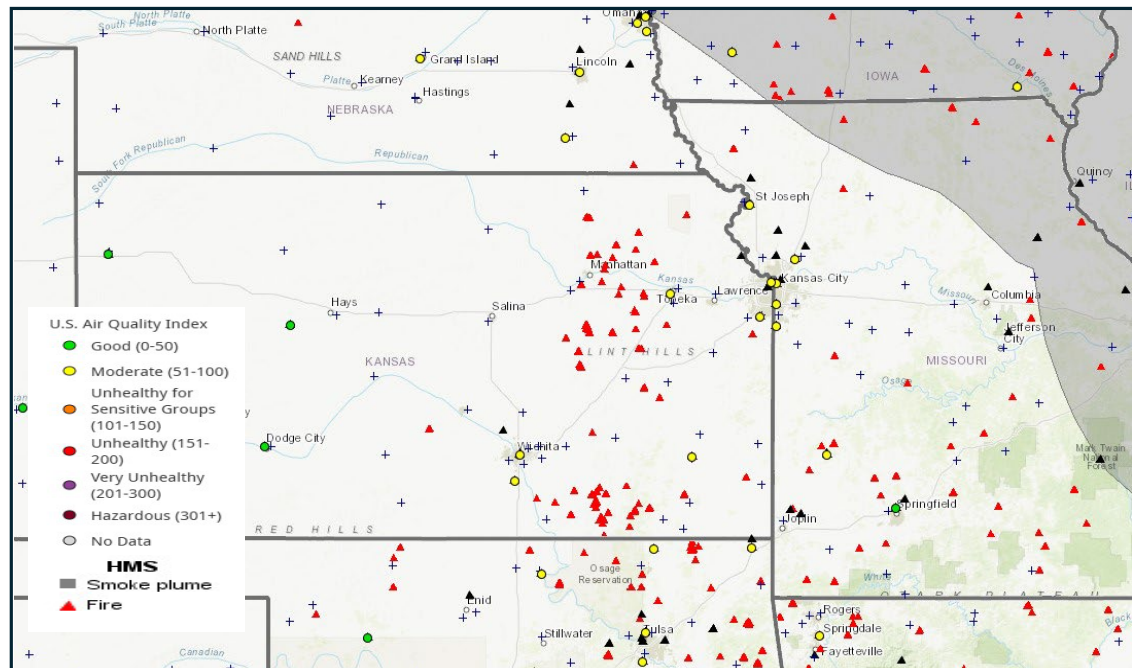 North Platte
South Platte
North Platte
SAND HILLS
Platte
Kearney
Grand Island
Hastings
NEBRASKA
Lincoln
Omaha
IOWA
Des Moines
South Fork Republican
Republican
Quincy
St Joseph
Manhattan
Kansas
Topeka
Lawrence
Kansas City
Missouri
Columbia
Jefferson
City
Hays
Salina
KANSAS
LINT HILLS
MISSOURI
Osage
U.S. Air Quality Index
Good (0-50)
Moderate (51-100)
Unhealthy for
Sensitive Groups
(101-150)
Unhealthy (151-
200)
Very Unhealthy
(201-300)
Hazardous (301+)
No Data
HMS
Smoke plume
Fire
Dodge City
Wichita
Mark Twain
National
Forest
RED HILLS
Joplin
Springfield
Osage
Reservation
White
OZARK PLATEAU
Enid
Stillwater
Tulsa
Rogers
Springdale
Fayetteville
Black
Canadian